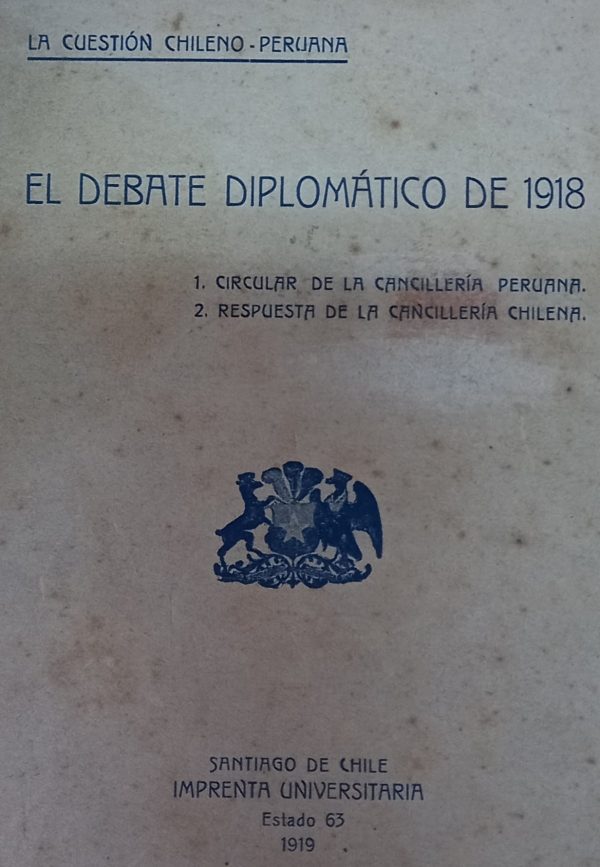 LA CUESTIÓN CHILENO-PERUANA
EL DEBATE DIPLOMÁTICO DE 1918
1. CIRCULAR DE LA CANCILLERÍA PERUANA.
2. RESPUESTA DE LA CANCILLERÍA CHILENA.
SANTIAGO DE CHILE
IMPRENTA UNIVERSITARIA
Estado 63
1919